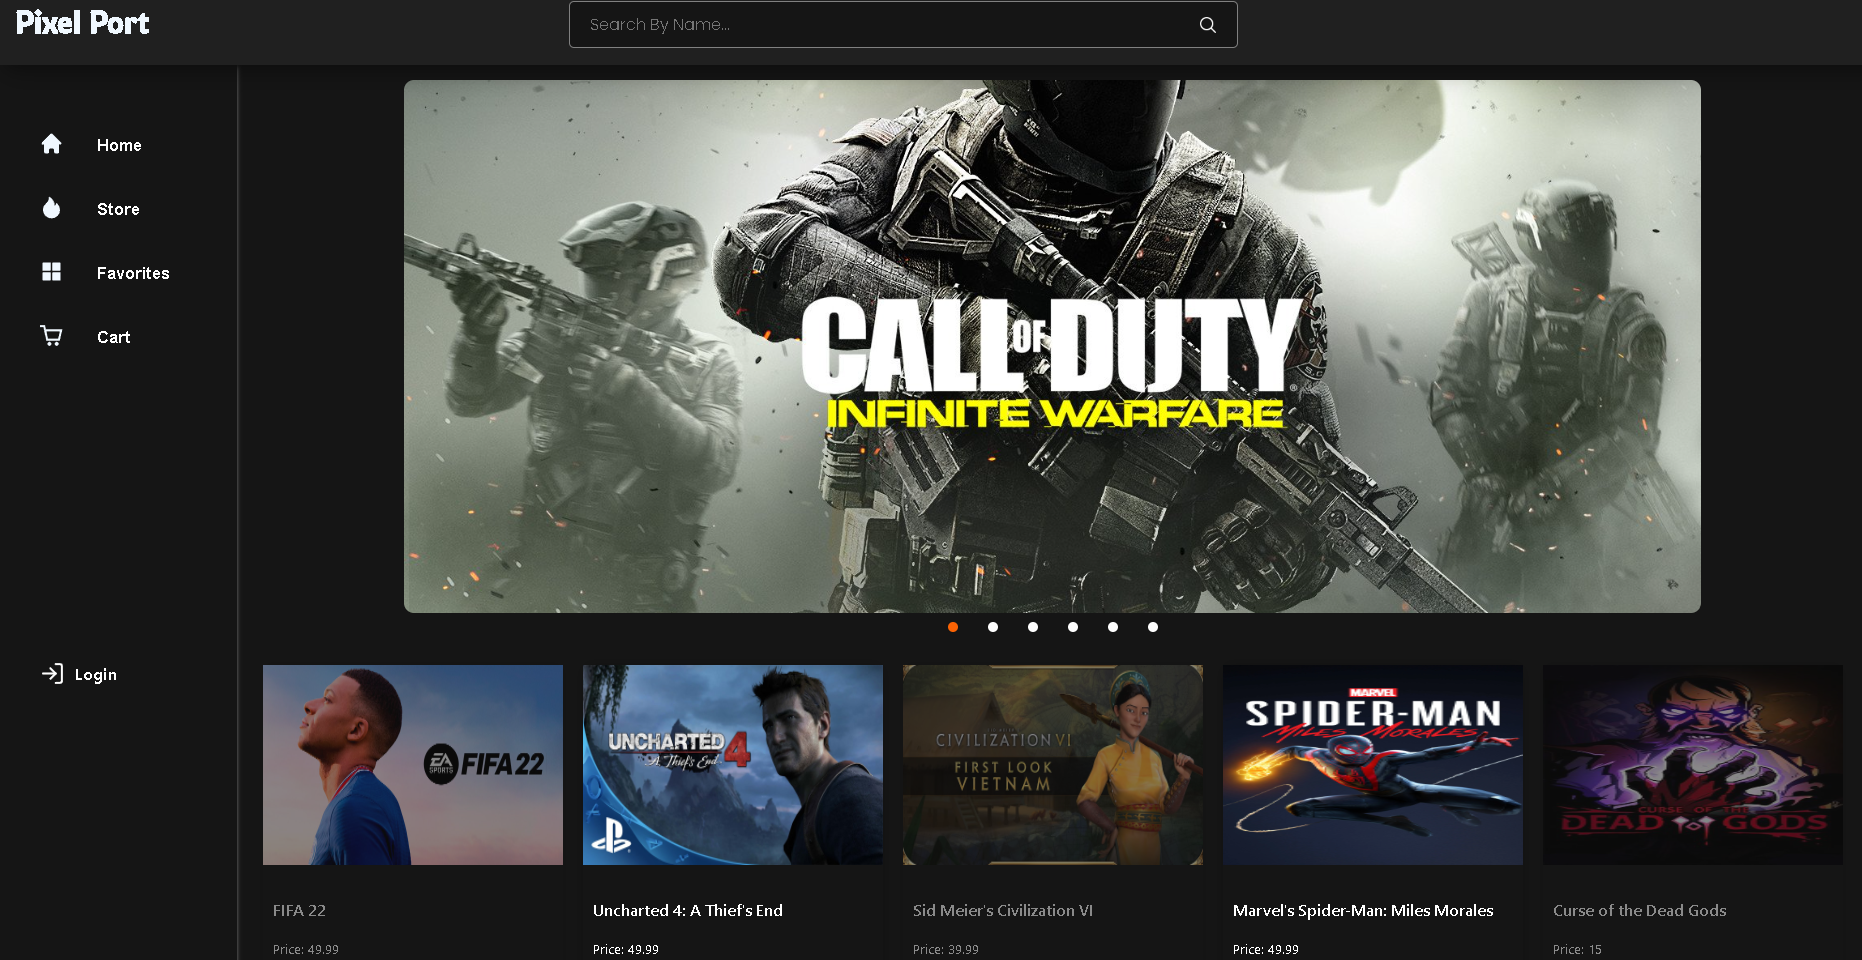 Pixel Port
Search By Name...
Home
Store
Favorites
Cart
Login
CALL OF DUTY
INFINITE WARFARE
EA SPORTS FIFA 22
UNCHARTED 4
A Thief's End
CIVILIZATION VI
FIRST LOOK
VIETNAM
MARVEL
SPIDER-MAN
MILES MORALES
CURSE OF THE
DEAD GODS
FIFA 22
Price: 49.99
Uncharted 4: A Thief's End
Price: 49.99
Sid Meier's Civilization VI
Price: 39.99
Marvel's Spider-Man: Miles Morales
Price: 49.99
Curse of the Dead Gods
Price: 15